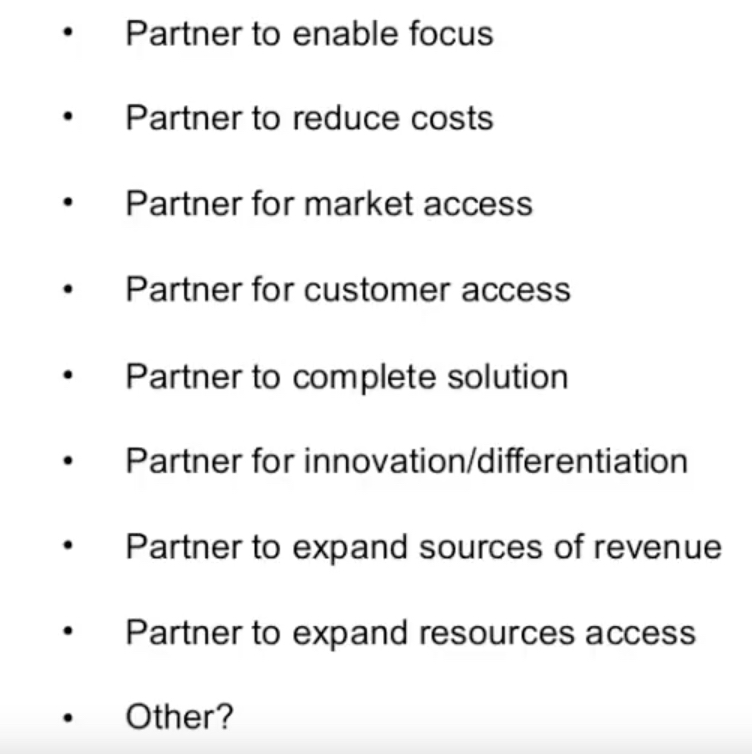 • Partner to enable focus
• Partner to reduce costs
• Partner for market access
• Partner for customer access
• Partner to complete solution
• Partner for innovation/differentiation
• Partner to expand sources of revenue
• Partner to expand resources access
• Other?